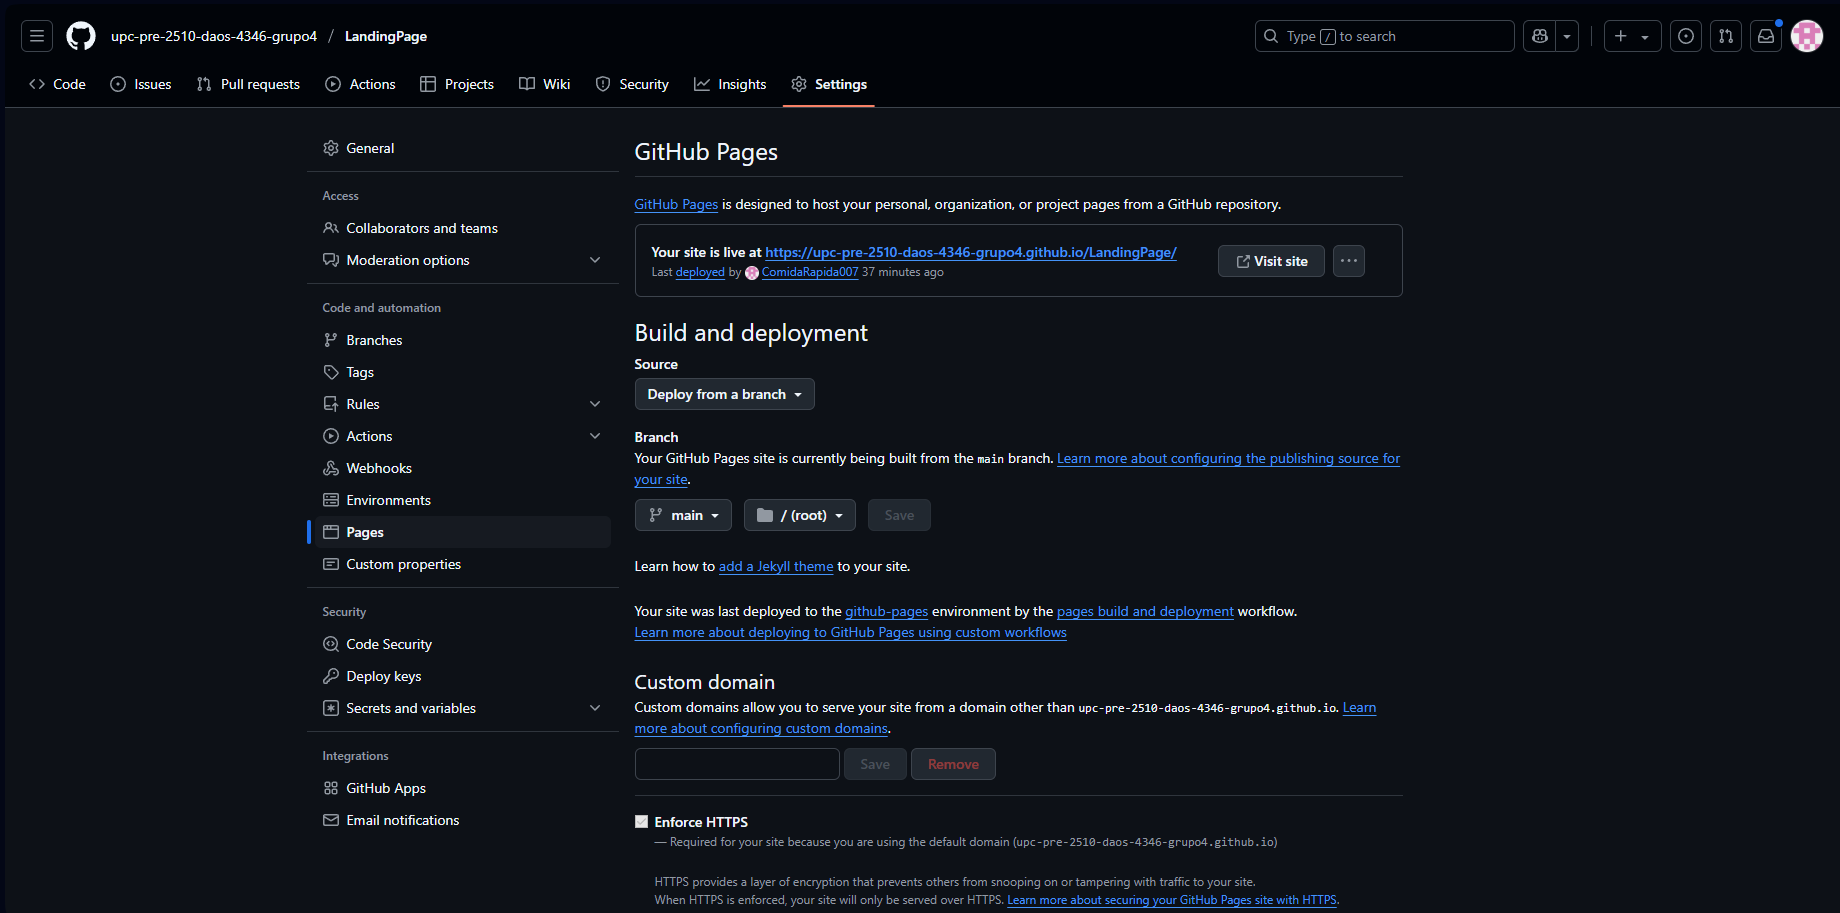 upc-pre-2510-daos-4346-grupo4 / LandingPage
Type / to search
Code
Issues
Pull requests
Actions
Projects
Wiki
Security
Insights
Settings
General
Access
Collaborators and teams
Moderation options
Code and automation
Branches
Tags
Rules
Actions
Webhooks
Environments
Pages
Custom properties
Security
Code Security
Deploy keys
Secrets and variables
Integrations
GitHub Apps
Email notifications
GitHub Pages
GitHub Pages is designed to host your personal, organization, or project pages from a GitHub repository.
Your site is live at https://upc-pre-2510-daos-4346-grupo4.github.io/LandingPage/
Last deployed by ComidaRapida007 37 minutes ago
Visit site
Build and deployment
Source
Deploy from a branch
Branch
Your GitHub Pages site is currently being built from the main branch. Learn more about configuring the publishing source for
your site.
main
/ (root)
Save
Learn how to add a Jekyll theme to your site.
Your site was last deployed to the github-pages environment by the pages build and deployment workflow.
Learn more about deploying to GitHub Pages using custom workflows
Custom domain
Custom domains allow you to serve your site from a domain other than upc-pre-2510-daos-4346-grupo4.github.io. Learn
more about configuring custom domains.
Save
Remove
Enforce HTTPS
— Required for your site because you are using the default domain (upc-pre-2510-daos-4346-grupo4.github.io)
HTTPS provides a layer of encryption that prevents others from snooping on or tampering with traffic to your site.
When HTTPS is enforced, your site will only be served over HTTPS. Learn more about securing your GitHub Pages site with HTTPS.